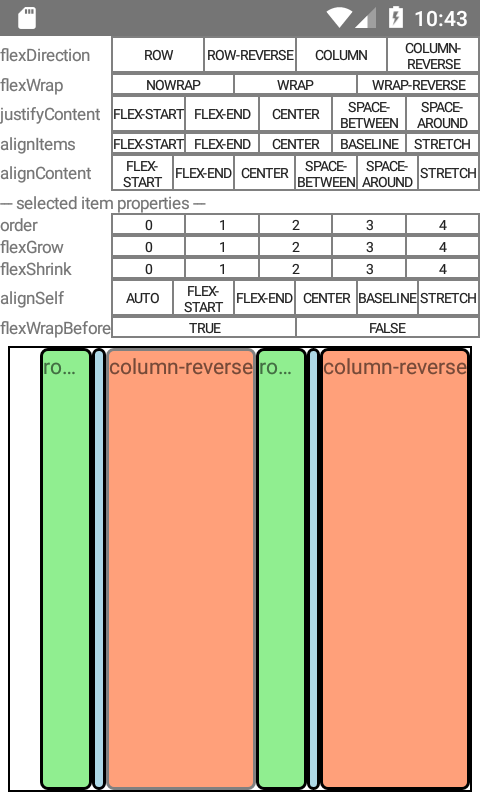 10:43
flexDirection ROW ROW-REVERSE COLUMN COLUMN-
REVERSE
flexWrap NOWRAP WRAP WRAP-REVERSE
justifyContent FLEX-START FLEX-END CENTER SPACE-
BETWEEN SPACE-
AROUND
alignItems FLEX-START FLEX-END CENTER BASELINE STRETCH
alignContent FLEX-
START FLEX-END CENTER SPACE-
BETWEEN SPACE-
AROUND STRETCH
— selected item properties —
order 0 1 2 3 4
flexGrow 0 1 2 3 4
flexShrink 0 1 2 3 4
alignSelf AUTO FLEX-
START FLEX-END CENTER BASELINE STRETCH
flexWrapBefore TRUE FALSE
ro... column-reverse ro... column-reverse